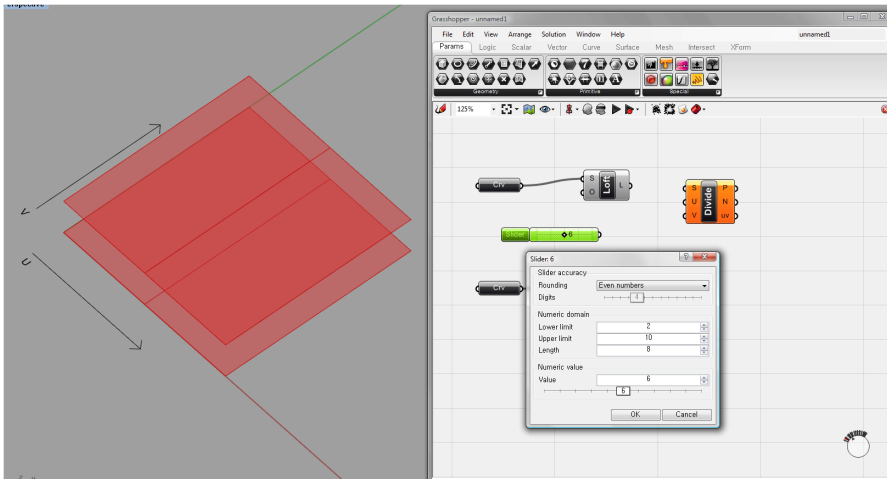 erspective
Grasshopper - unnamed1
File Edit View Arrange Solution Window Help unnamed1
Params Logic Scalar Vector Curve Surface Mesh Intersect XForm
Geometry Primitive Special
125%
Crv
S
O
Loft
L
S
U
V
Divide
P
N
uv
Slider 6
Slider: 6
Slider accuracy
Rounding Even numbers
Digits 4
Crv
Numeric domain
Lower limit 2
Upper limit 10
Length 8
Numeric value
Value 6
6
OK Cancel
V
U